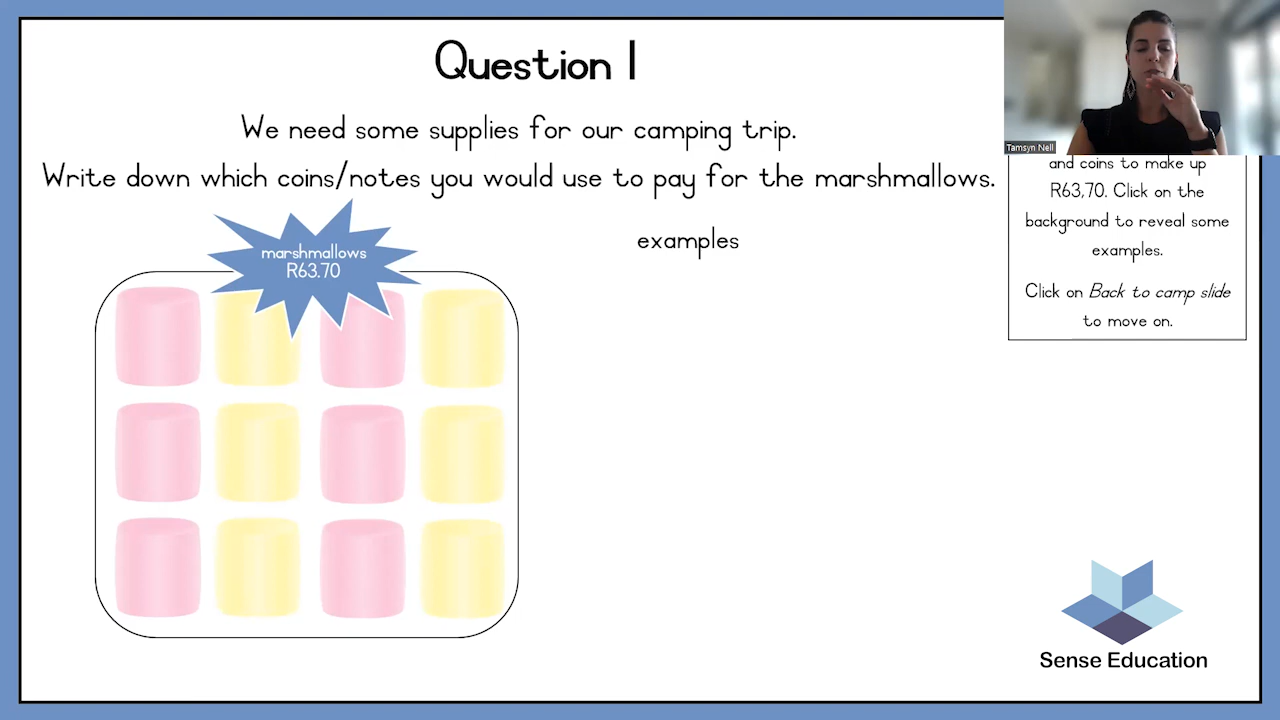 Question 1
We need some supplies for our camping trip.
Write down which coins/notes you would use to pay for the marshmallows.
marshmallows
R63.70
examples
Tamsyn Nell
and coins to make up
R63,70. Click on the
background to reveal some
examples.
Click on Back to camp slide
to move on.
Sense Education